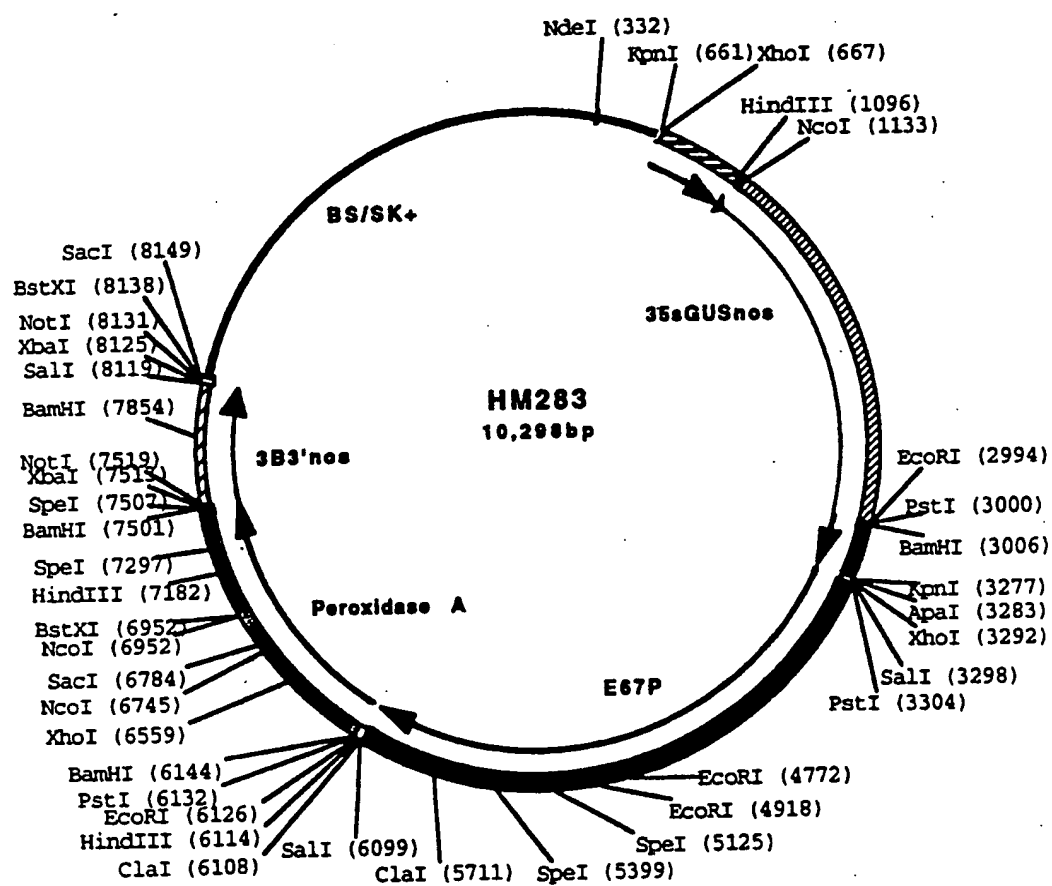 NdeI (332)
KpnI (661)
XhoI (667)
HindIII (1096)
NcoI (1133)
BS/SK+
SacI (8149)
BstXI (8138)
NotI (8131)
XbaI (8125)
SalI (8119)
BamHI (7854)
35sGUSnos
HM283
10,298bp
3B3'nos
NotI (7519)
XbaI (7513)
SpeI (7507)
BamHI (7501)
SpeI (7297)
HindIII (7182)
BstXI (6952)
NcoI (6952)
SacI (6784)
NcoI (6745)
XhoI (6559)
EcoRI (2994)
PstI (3000)
BamHI (3006)
KpnI (3277)
ApaI (3283)
XhoI (3292)
SalI (3298)
PstI (3304)
Peroxidase A
E67P
BamHI (6144)
PstI (6132)
EcoRI (6126)
HindIII (6114)
ClaI (6108)
SalI (6099)
ClaI (5711)
SpeI (5399)
SpeI (5125)
EcoRI (4918)
EcoRI (4772)